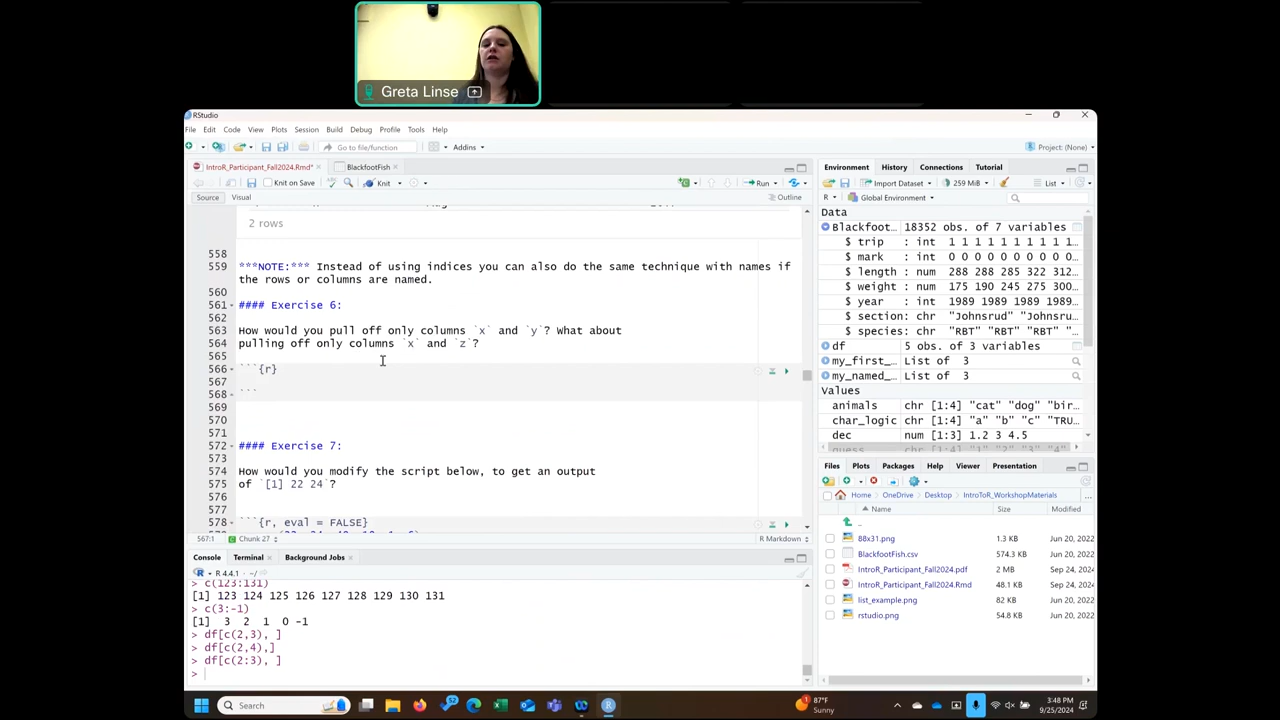 Greta Linse
RStudio
File Edit Code View Plots Session Build Debug Profile Tools Help
Go to file/function
Addins
Project: (None)
IntroR_Participant_Fall2024.Rmd*
BlackfootFish
Knit on Save
Knit
Run
Source Visual
Outline
2 rows
558
559 ***NOTE:*** Instead of using indices you can also do the same technique with names if
the rows or columns are named.
560
561 #### Exercise 6:
562
563 How would you pull off only columns `x` and `y`? What about
564 pulling off only columns `x` and `z`?
565
566 ```{r}
567
568 ```
569
570
571
572 #### Exercise 7:
573
574 How would you modify the script below, to get an output
575 of `[1] 22 24`?
576
577
578 ```{r, eval = FALSE}
567:1 Chunk 27
R Markdown
Console Terminal Background Jobs
R 4.4.1 · ~/
> c(123:131)
[1] 123 124 125 126 127 128 129 130 131
> c(3:-1)
[1] 3 2 1 0 -1
> df[c(2,3), ]
> df[c(2,4),]
> df[c(2:3), ]
>
Environment History Connections Tutorial
Import Dataset 259 MiB List
R Global Environment
Data
Blackfoot… 18352 obs. of 7 variables
$ trip : int 1 1 1 1 1 1 1 1 1…
$ mark : int 0 0 0 0 0 0 0 0 0…
$ length : num 288 288 285 322 312…
$ weight : num 175 190 245 275 300…
$ year : int 1989 1989 1989 1989…
$ section: chr "Johnsrud" "Johnsru…
$ species: chr "RBT" "RBT" "RBT" "R…
df 5 obs. of 3 variables
my_first_… List of 3
my_named_… List of 3
Values
animals chr [1:4] "cat" "dog" "bir…
char_logic chr [1:4] "a" "b" "c" "TRU…
dec num [1:3] 1.2 3 4.5
Files Plots Packages Help Viewer Presentation
Home OneDrive Desktop IntroToR_WorkshopMaterials …
Name Size Modified
..
88x31.png 1.3 KB Jun 20, 2022
BlackfootFish.csv 574.3 KB Jun 20, 2022
IntroR_Participant_Fall2024.pdf 2 MB Sep 24, 2024
IntroR_Participant_Fall2024.Rmd 48.1 KB Sep 24, 2024
list_example.png 82 KB Jun 20, 2022
rstudio.png 54.8 KB Jun 20, 2022
Search
52
87°F
Sunny
3:48 PM
9/25/2024